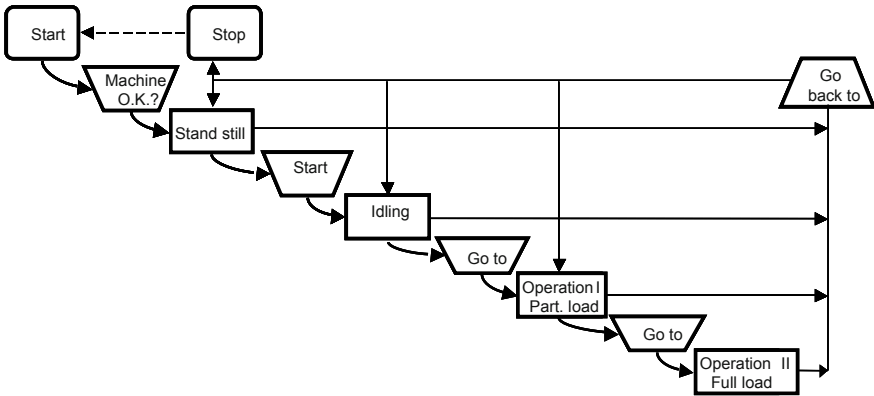 Start
Stop
Machine
O.K.?
Go
back to
Stand still
Start
Idling
Go to
Operation I
Part. load
Go to
Operation II
Full load